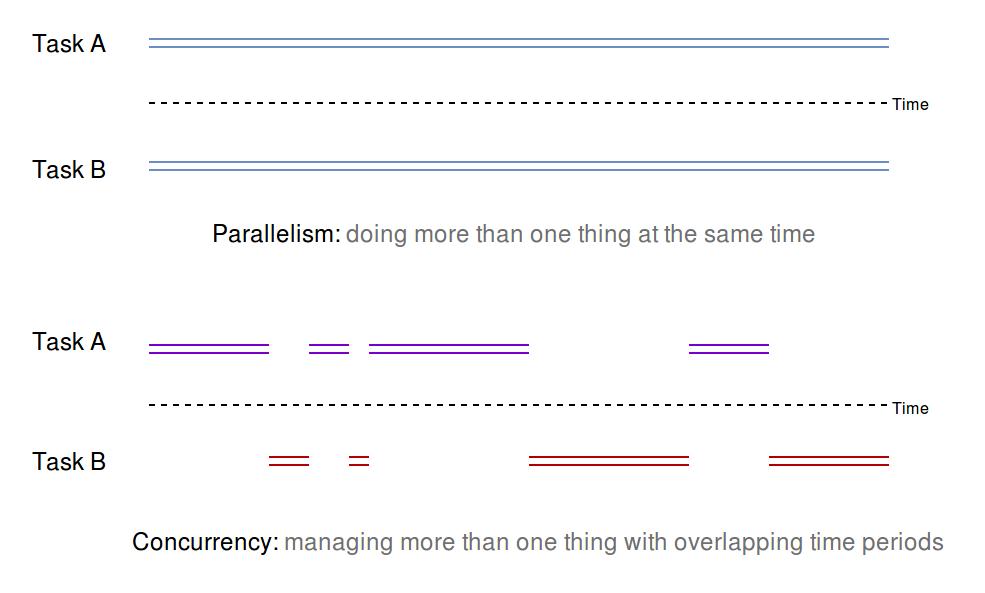 Task A
Time
Task B
Parallelism: doing more than one thing at the same time
Task A
Time
Task B
Concurrency: managing more than one thing with overlapping time periods